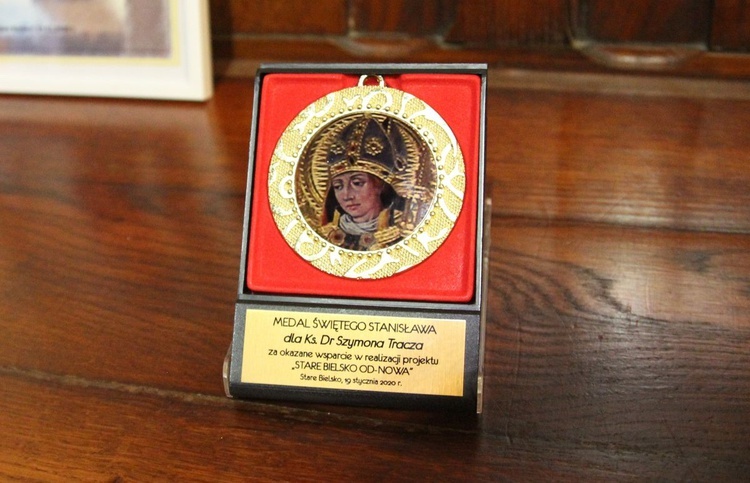 MEDAL ŚWIĘTEGO STANISŁAWA
dla Ks. Dr Szymona Tracza
za okazane wsparcie w realizacji projektu
„STARE BIELSKO OD-NOWA"
Stare Bielsko, 19 stycznia 2020 r.